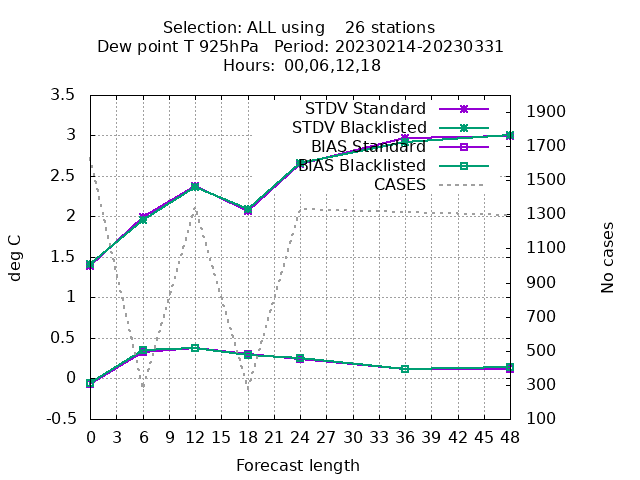 Selection: ALL using 26 stations
Dew point T 925hPa Period: 20230214-20230331
Hours: 00,06,12,18
STDV Standard
STDV Blacklisted
BIAS Standard
BIAS Blacklisted
CASES
3.5
3
2.5
2
1.5
1
0.5
0
-0.5
deg C
1900
1700
1500
1300
1100
900
700
500
300
100
No cases
0 3 6 9 12 15 18 21 24 27 30 33 36 39 42 45 48
Forecast length